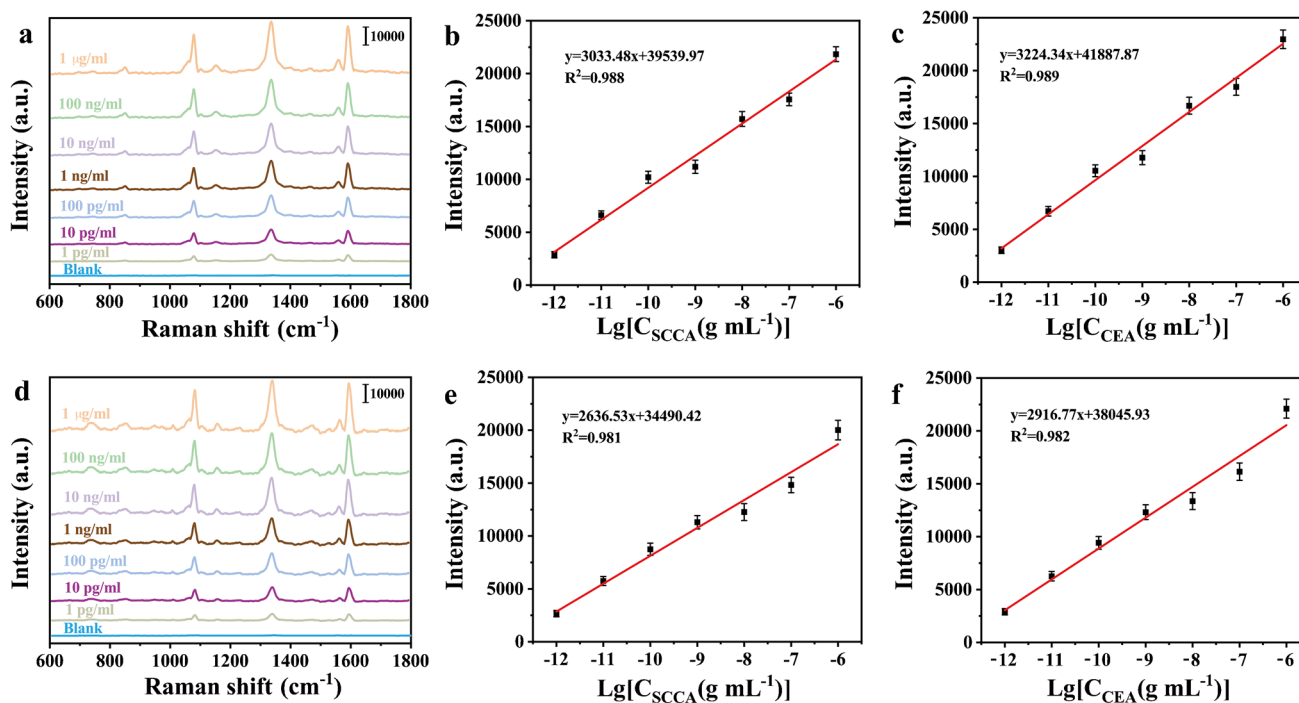 a
10000
1 μg/ml
100 ng/ml
10 ng/ml
1 ng/ml
100 pg/ml
10 pg/ml
1 pg/ml
Blank
600 800 1000 1200 1400 1600 1800
Raman shift (cm⁻¹)
Intensity (a.u.)
b
y=3033.48x+39539.97
R²=0.988
25000
20000
15000
10000
5000
0
-12 -11 -10 -9 -8 -7 -6
Lg[C_SCCA(g mL⁻¹)]
Intensity (a.u.)
c
y=3224.34x+41887.87
R²=0.989
25000
20000
15000
10000
5000
0
-12 -11 -10 -9 -8 -7 -6
Lg[C_CEA(g mL⁻¹)]
Intensity (a.u.)
d
10000
1 μg/ml
100 ng/ml
10 ng/ml
1 ng/ml
100 pg/ml
10 pg/ml
1 pg/ml
Blank
600 800 1000 1200 1400 1600 1800
Raman shift (cm⁻¹)
Intensity (a.u.)
e
y=2636.53x+34490.42
R²=0.981
25000
20000
15000
10000
5000
0
-12 -11 -10 -9 -8 -7 -6
Lg[C_SCCA(g mL⁻¹)]
Intensity (a.u.)
f
y=2916.77x+38045.93
R²=0.982
25000
20000
15000
10000
5000
0
-12 -11 -10 -9 -8 -7 -6
Lg[C_CEA(g mL⁻¹)]
Intensity (a.u.)